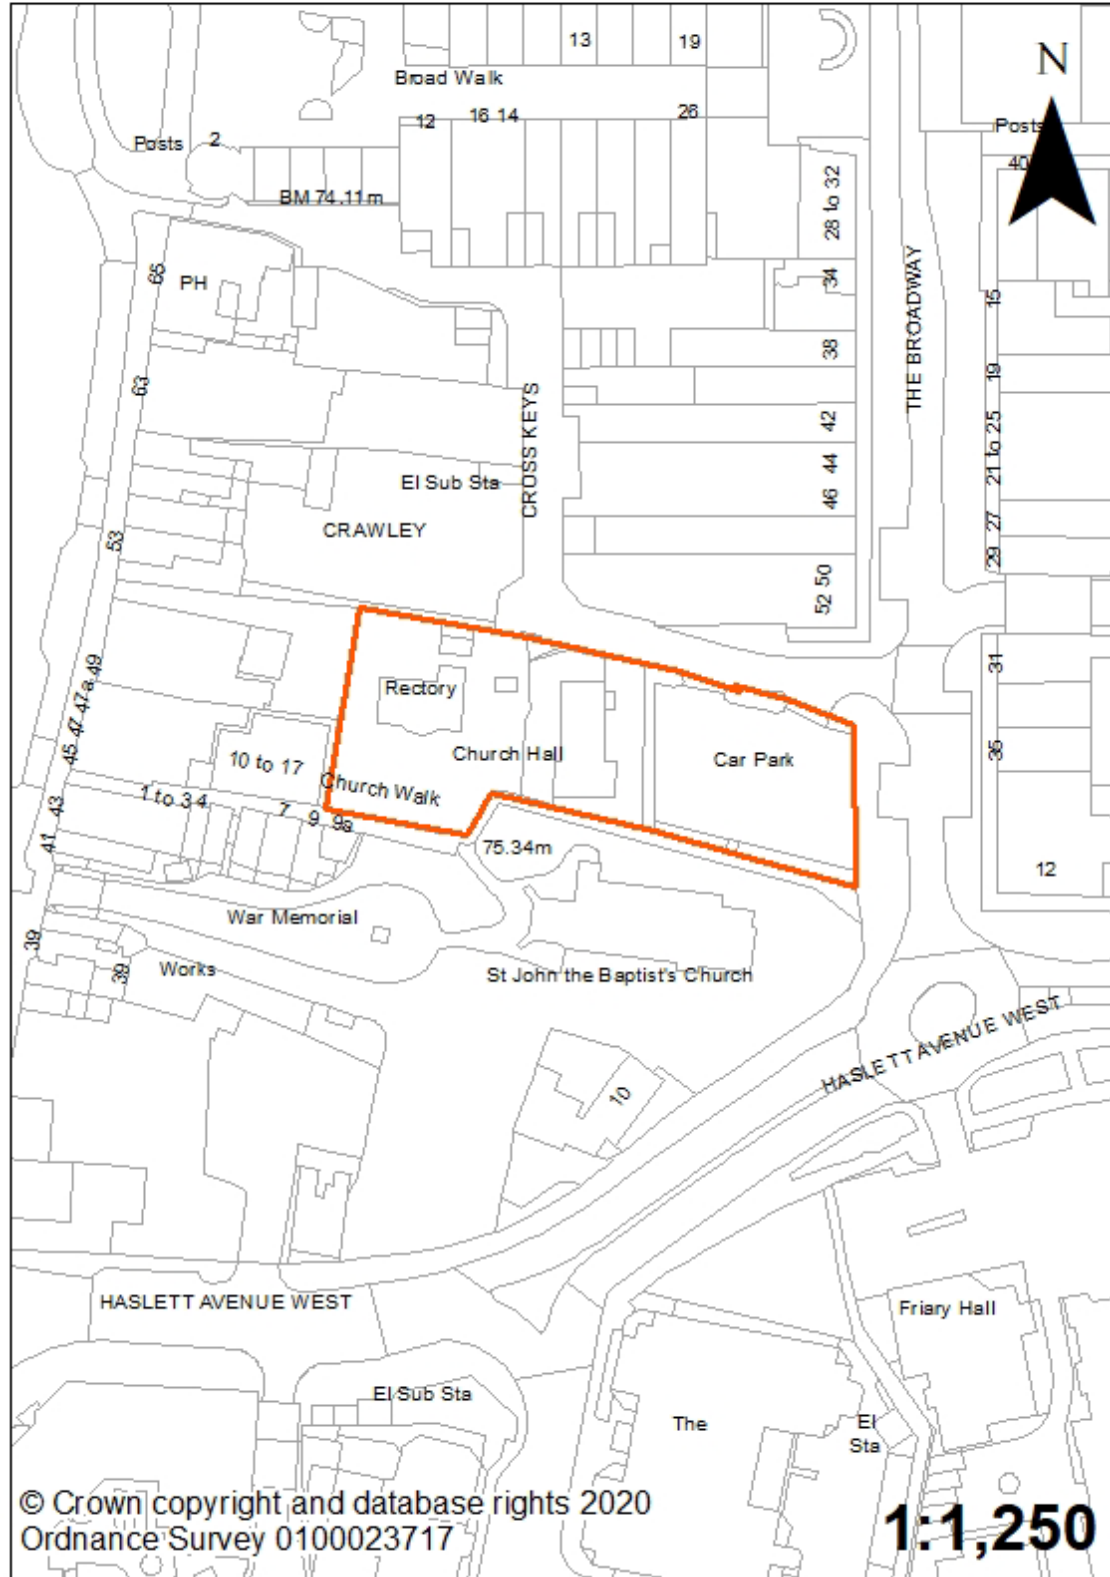 13
19
N
Broad Walk
12
16 14
26
Posts
2
Posts
40
BM 74.11m
28 to 32
65
PH
34
THE BROADWAY
15
38
63
19
CROSS KEYS
42
21 to 25
El Sub Sta
44
46
CRAWLEY
27
53
29
52 50
49
31
Rectory
47a
47
45
Church Hall
Car Park
35
10 to 17
Church Walk
1 to 3 4
43
7
9
9a
41
75.34m
12
War Memorial
39
39
Works
St John the Baptist's Church
HASLETT AVENUE WEST
10
HASLETT AVENUE WEST
Friary Hall
El Sub Sta
The
El
Sta
© Crown copyright and database rights 2020
Ordnance Survey 0100023717
1:1,250